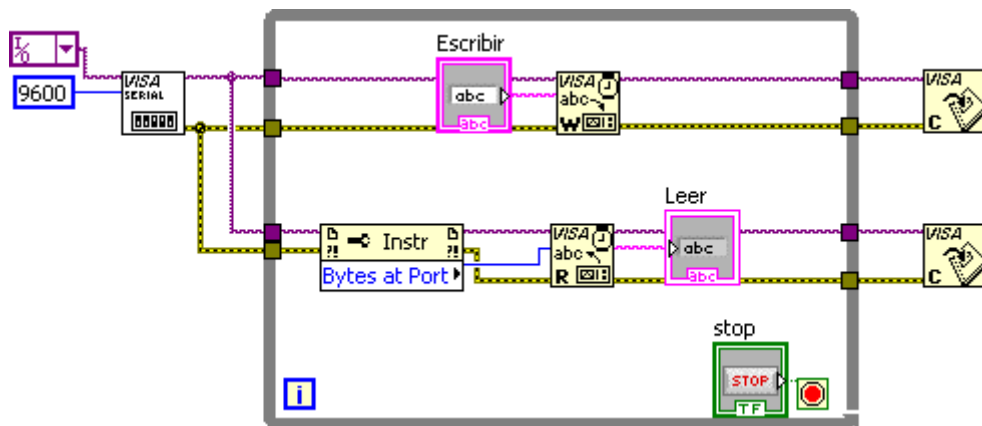 I/O
9600
VISA
SERIAL
Escribir
abc
abc
VISA
abc
W
VISA
C
Instr
Bytes at Port
VISA
abc
R
Leer
abc
abc
VISA
C
stop
STOP
TF
i